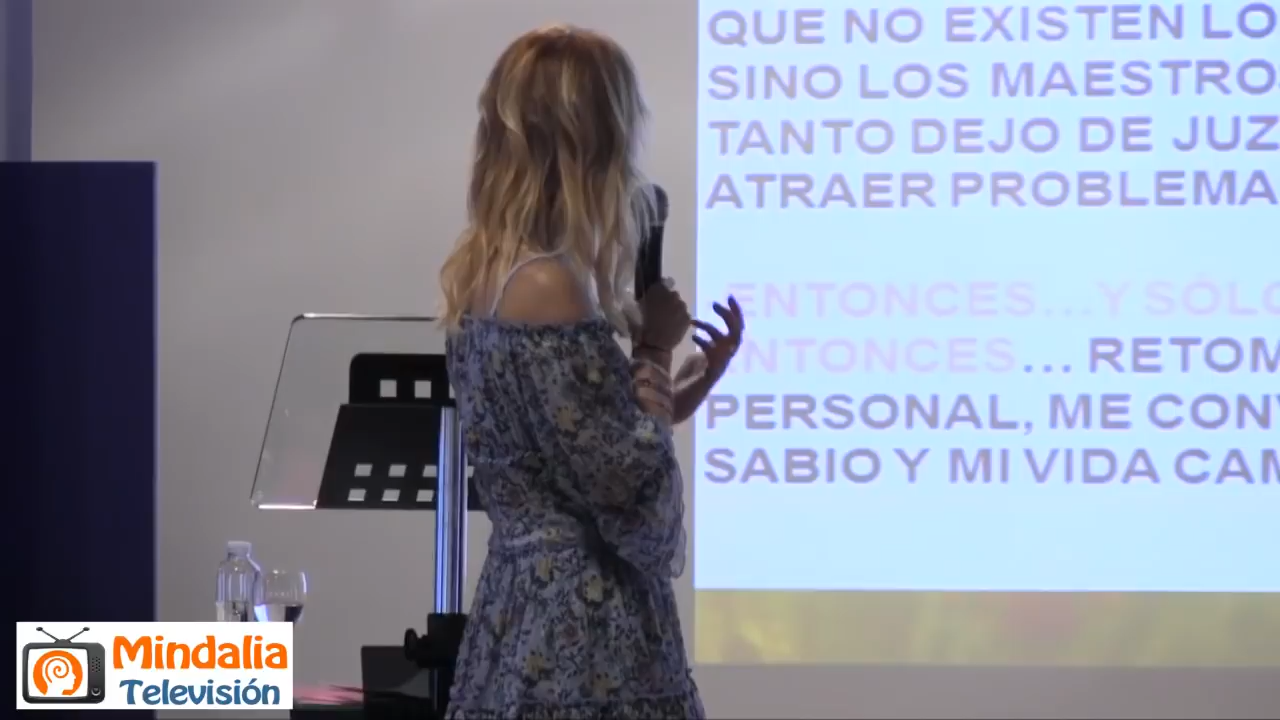 QUE NO EXISTEN LO
SINO LOS MAESTRO
TANTO DEJO DE JUZ
ATRAER PROBLEMA
ENTONCES...Y SÓLO
ENTONCES... RETOM
PERSONAL, ME CONV
SABIO Y MI VIDA CAM
Mindalia
Televisión